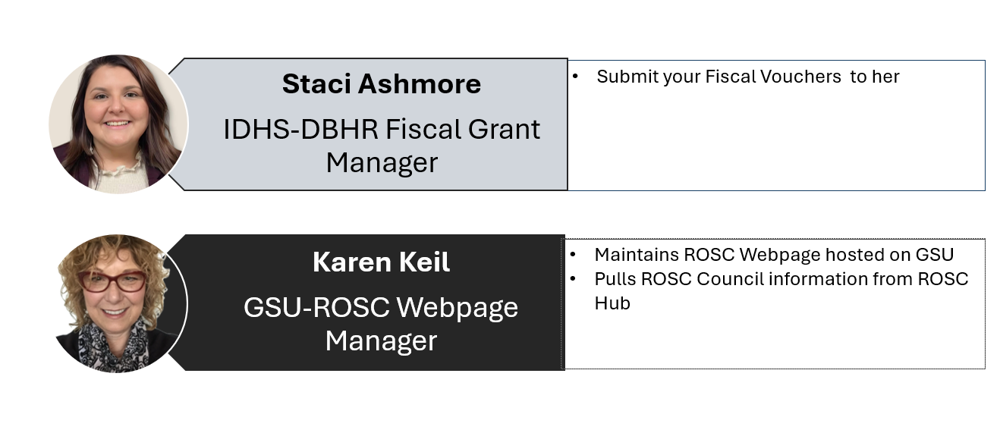 Staci Ashmore
IDHS-DBHR Fiscal Grant
Manager
• Submit your Fiscal Vouchers  to her
Karen Keil
GSU-ROSC Webpage
Manager
• Maintains ROSC Webpage hosted on GSU
• Pulls ROSC Council information from ROSC
Hub